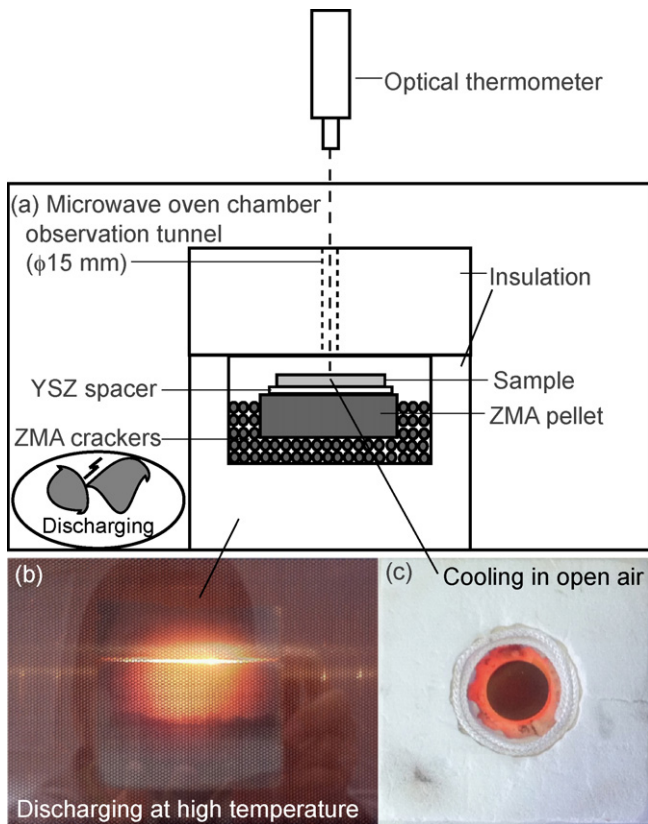 Optical thermometer
(a) Microwave oven chamber
observation tunnel
(ϕ15 mm)
Insulation
YSZ spacer
Sample
ZMA pellet
ZMA crackers
Discharging
(b)
(c)
Cooling in open air
Discharging at high temperature